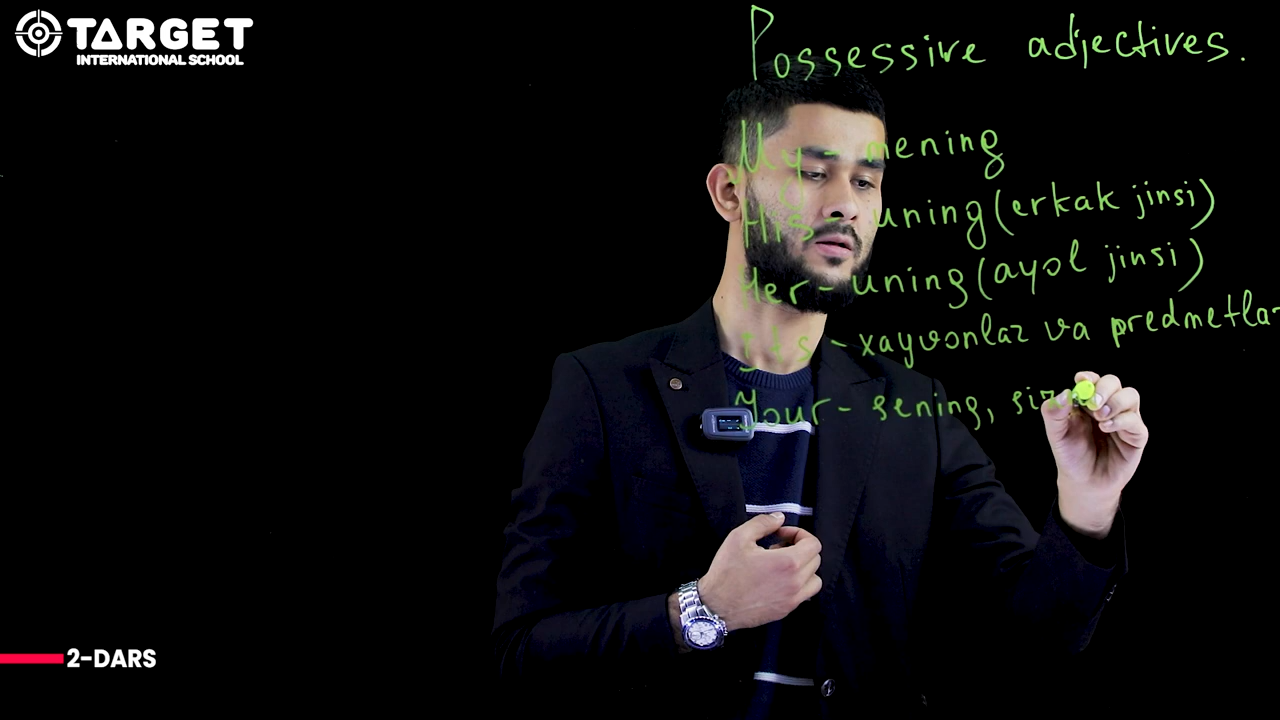 TARGET
INTERNATIONAL SCHOOL
Possessive adjectives.
My - mening
His - uning (erkak jinsi)
Her - uning (ayol jinsi)
Its - xayvonlar va predmetlar
Your - sening,
2-DARS